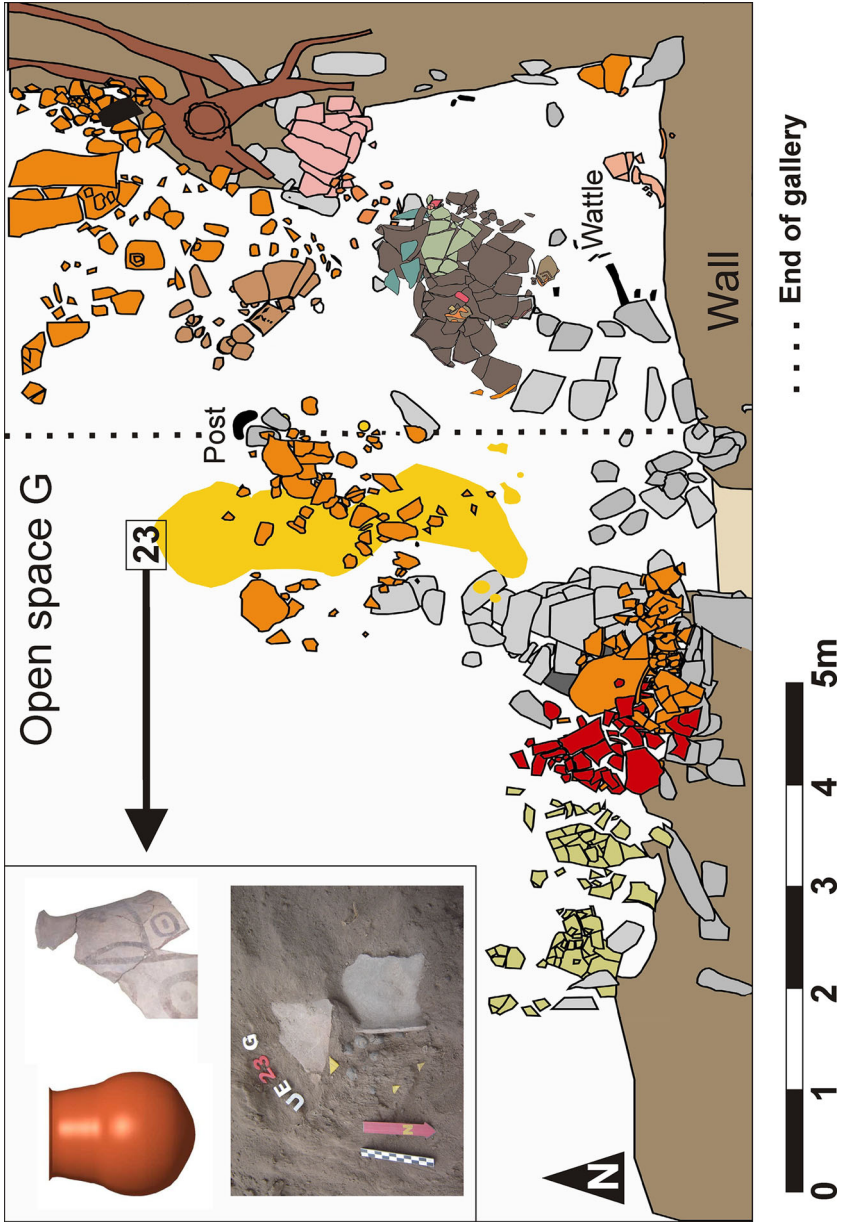 Open space G
23
Post
Wattle
Wall
End of gallery
UE 23 G
N
N
0 1 2 3 4 5m